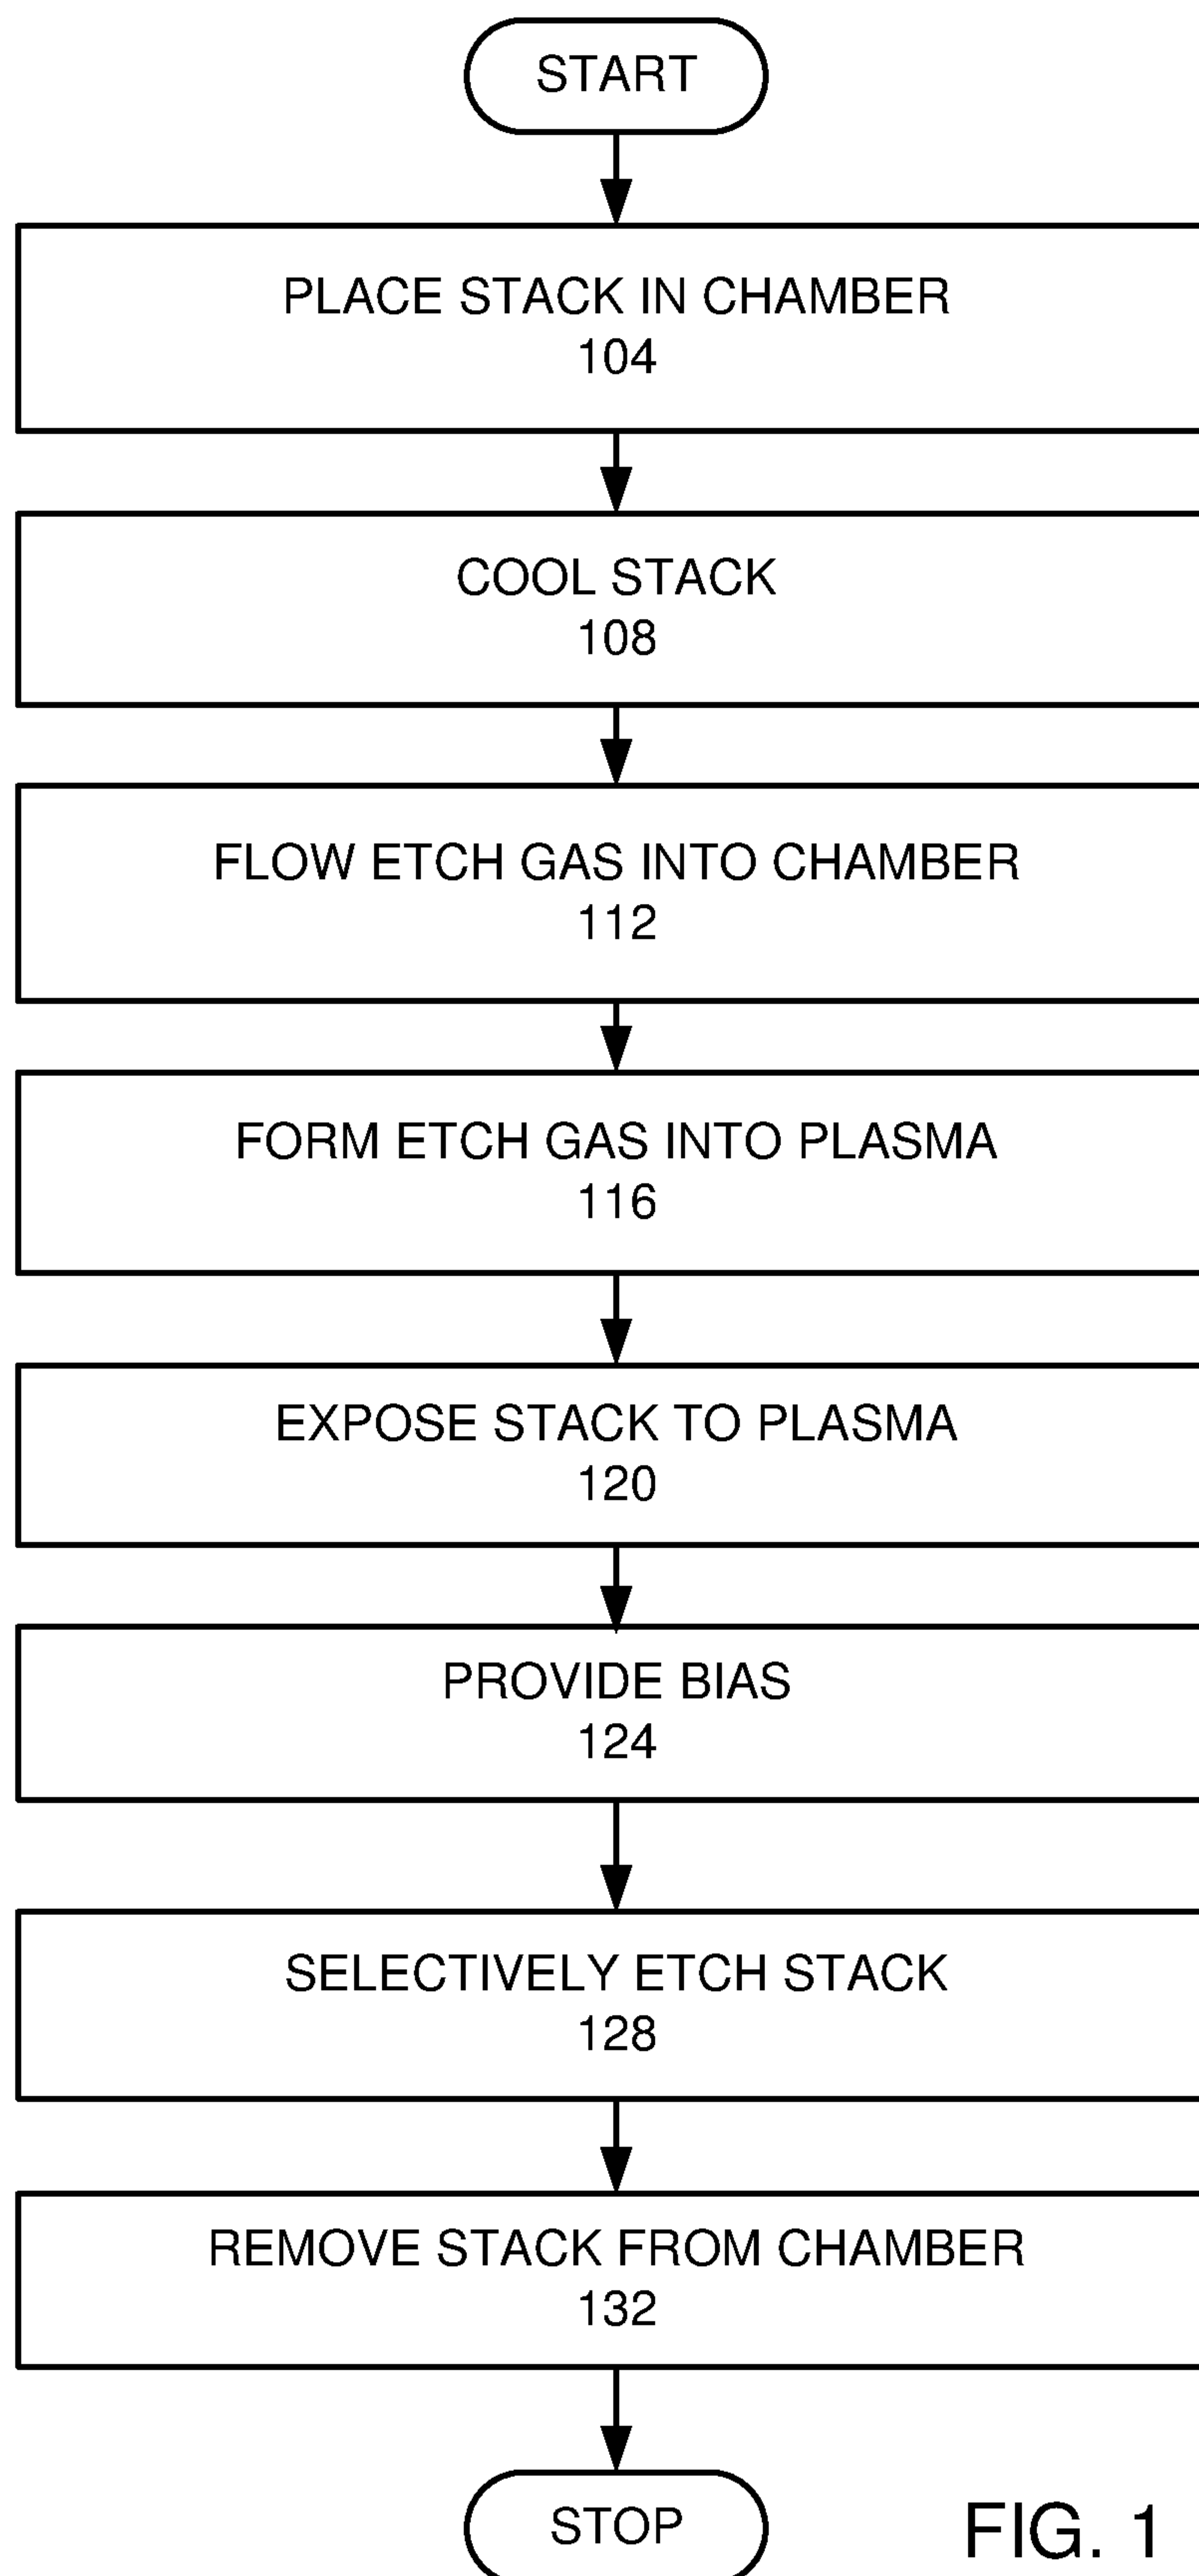 START
PLACE STACK IN CHAMBER
104
COOL STACK
108
FLOW ETCH GAS INTO CHAMBER
112
FORM ETCH GAS INTO PLASMA
116
EXPOSE STACK TO PLASMA
120
PROVIDE BIAS
124
SELECTIVELY ETCH STACK
128
REMOVE STACK FROM CHAMBER
132
STOP
FIG. 1